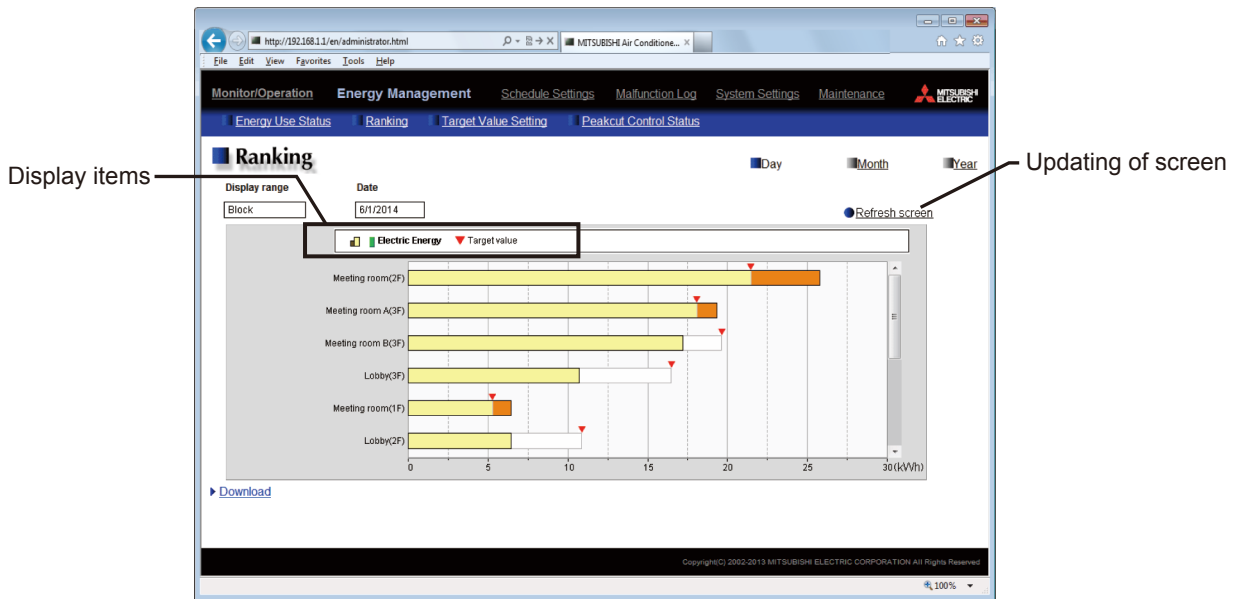 http://192.168.1.1/en/administrator.html
MITSUBISHI Air Conditione... X
File Edit View Favorites Tools Help
Monitor/Operation Energy Management Schedule Settings Malfunction Log System Settings Maintenance MITSUBISHI ELECTRIC
Energy Use Status Ranking Target Value Setting Peakcut Control Status
Ranking
Day Month Year
Display items
Updating of screen
Display range Date
Block 6/1/2014
Refresh screen
Electric Energy Target value
Meeting room(2F)
Meeting room A(3F)
Meeting room B(3F)
Lobby(3F)
Meeting room(1F)
Lobby(2F)
0 5 10 15 20 25 30(kWh)
Download
Copyright(C) 2002-2013 MITSUBISHI ELECTRIC CORPORATION All Rights Reserved
100%